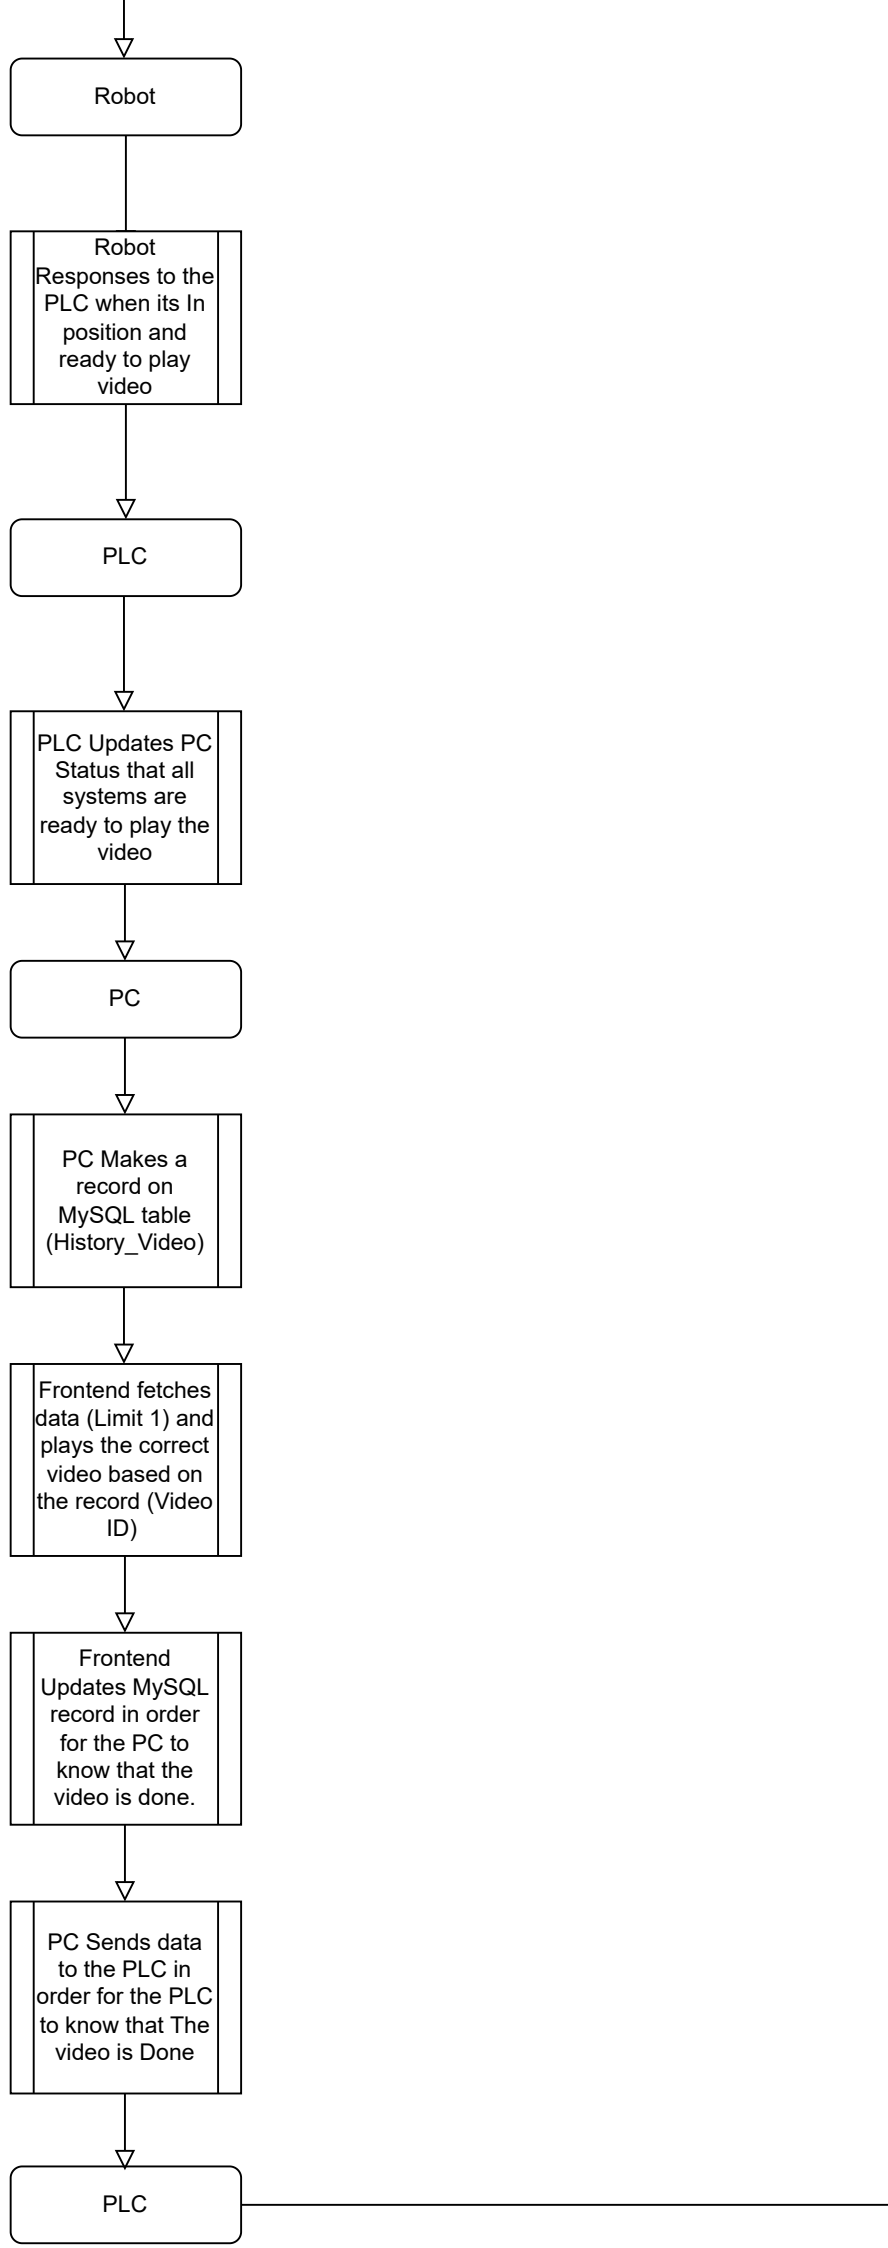 Robot
Robot
Responses to the
PLC when its In
position and
ready to play
video
PLC
PLC Updates PC
Status that all
systems are
ready to play the
video
PC
PC Makes a
record on
MySQL table
(History_Video)
Frontend fetches
data (Limit 1) and
plays the correct
video based on
the record (Video
ID)
Frontend
Updates MySQL
record in order
for the PC to
know that the
video is done.
PC Sends data
to the PLC in
order for the PLC
to know that The
video is Done
PLC